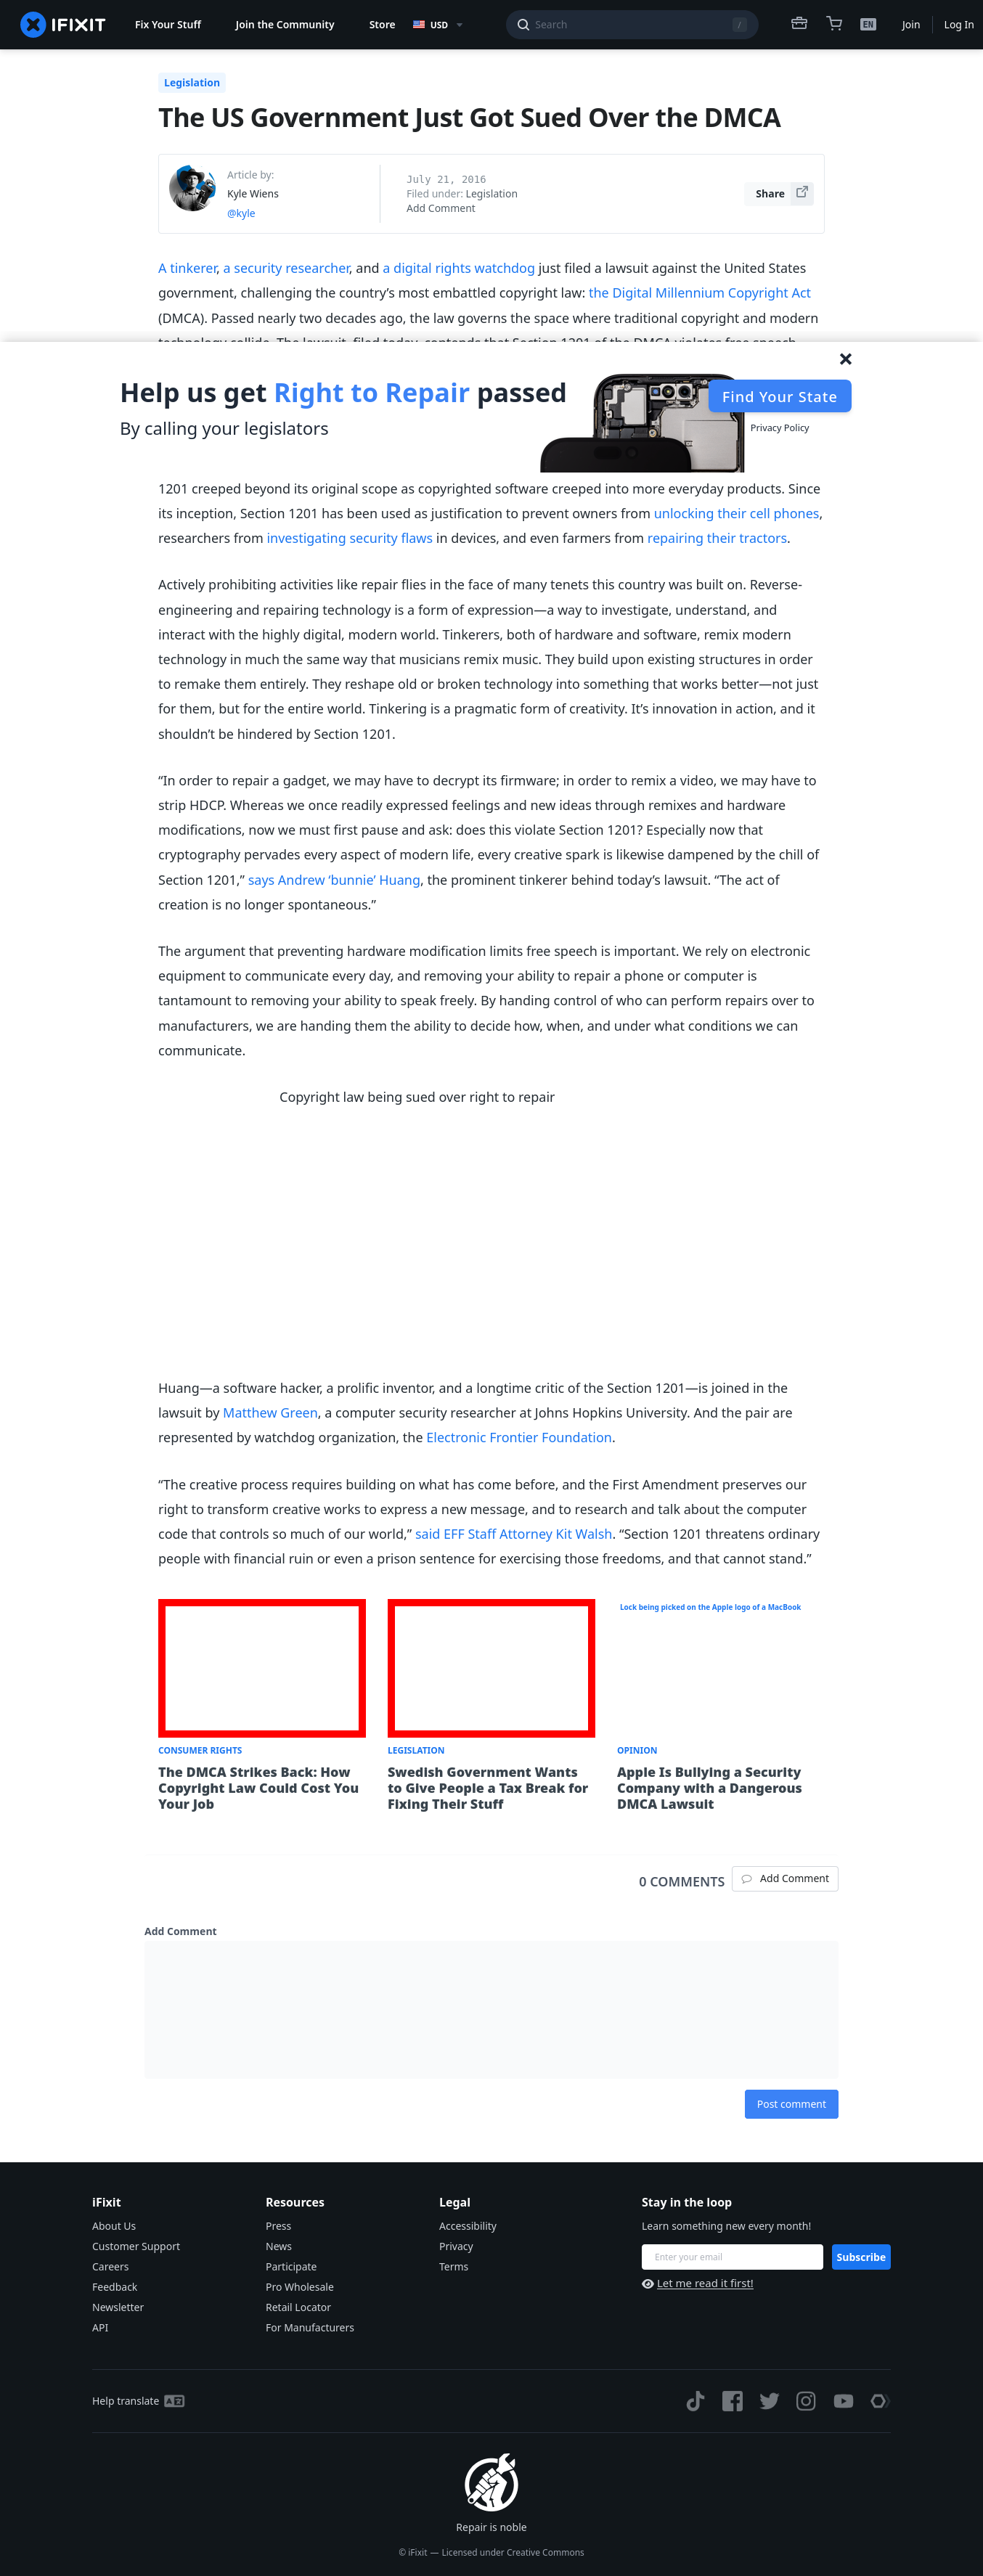 IFIXIT
Fix Your Stuff
Join the Community
Store
USD
Search
/
EN
Join
Log In
Legislation
The US Government Just Got Sued Over the DMCA
Article by:
Kyle Wiens
@kyle
July 21, 2016
Filed under: Legislation
Add Comment
Share
A tinkerer, a security researcher, and a digital rights watchdog just filed a lawsuit against the United States
government, challenging the country’s most embattled copyright law: the Digital Millennium Copyright Act
(DMCA). Passed nearly two decades ago, the law governs the space where traditional copyright and modern
technology collide. The lawsuit, filed today, contends that Section 1201 of the DMCA violates free speech
Help us get Right to Repair passed
By calling your legislators
Find Your State
Privacy Policy
1201 creeped beyond its original scope as copyrighted software creeped into more everyday products. Since
its inception, Section 1201 has been used as justification to prevent owners from unlocking their cell phones,
researchers from investigating security flaws in devices, and even farmers from repairing their tractors.
Actively prohibiting activities like repair flies in the face of many tenets this country was built on. Reverse-
engineering and repairing technology is a form of expression—a way to investigate, understand, and
interact with the highly digital, modern world. Tinkerers, both of hardware and software, remix modern
technology in much the same way that musicians remix music. They build upon existing structures in order
to remake them entirely. They reshape old or broken technology into something that works better—not just
for them, but for the entire world. Tinkering is a pragmatic form of creativity. It’s innovation in action, and it
shouldn’t be hindered by Section 1201.
“In order to repair a gadget, we may have to decrypt its firmware; in order to remix a video, we may have to
strip HDCP. Whereas we once readily expressed feelings and new ideas through remixes and hardware
modifications, now we must first pause and ask: does this violate Section 1201? Especially now that
cryptography pervades every aspect of modern life, every creative spark is likewise dampened by the chill of
Section 1201,” says Andrew ‘bunnie’ Huang, the prominent tinkerer behind today’s lawsuit. “The act of
creation is no longer spontaneous.”
The argument that preventing hardware modification limits free speech is important. We rely on electronic
equipment to communicate every day, and removing your ability to repair a phone or computer is
tantamount to removing your ability to speak freely. By handing control of who can perform repairs over to
manufacturers, we are handing them the ability to decide how, when, and under what conditions we can
communicate.
Copyright law being sued over right to repair
Huang—a software hacker, a prolific inventor, and a longtime critic of the Section 1201—is joined in the
lawsuit by Matthew Green, a computer security researcher at Johns Hopkins University. And the pair are
represented by watchdog organization, the Electronic Frontier Foundation.
“The creative process requires building on what has come before, and the First Amendment preserves our
right to transform creative works to express a new message, and to research and talk about the computer
code that controls so much of our world,” said EFF Staff Attorney Kit Walsh. “Section 1201 threatens ordinary
people with financial ruin or even a prison sentence for exercising those freedoms, and that cannot stand.”
CONSUMER RIGHTS
The DMCA Strikes Back: How
Copyright Law Could Cost You
Your Job
LEGISLATION
Swedish Government Wants
to Give People a Tax Break for
Fixing Their Stuff
Lock being picked on the Apple logo of a MacBook
OPINION
Apple Is Bullying a Security
Company with a Dangerous
DMCA Lawsuit
0 COMMENTS
Add Comment
Add Comment
Post comment
iFixit
About Us
Customer Support
Careers
Feedback
Newsletter
API
Resources
Press
News
Participate
Pro Wholesale
Retail Locator
For Manufacturers
Legal
Accessibility
Privacy
Terms
Stay in the loop
Learn something new every month!
Enter your email
Subscribe
Let me read it first!
Help translate
Repair is noble
© iFixit — Licensed under Creative Commons